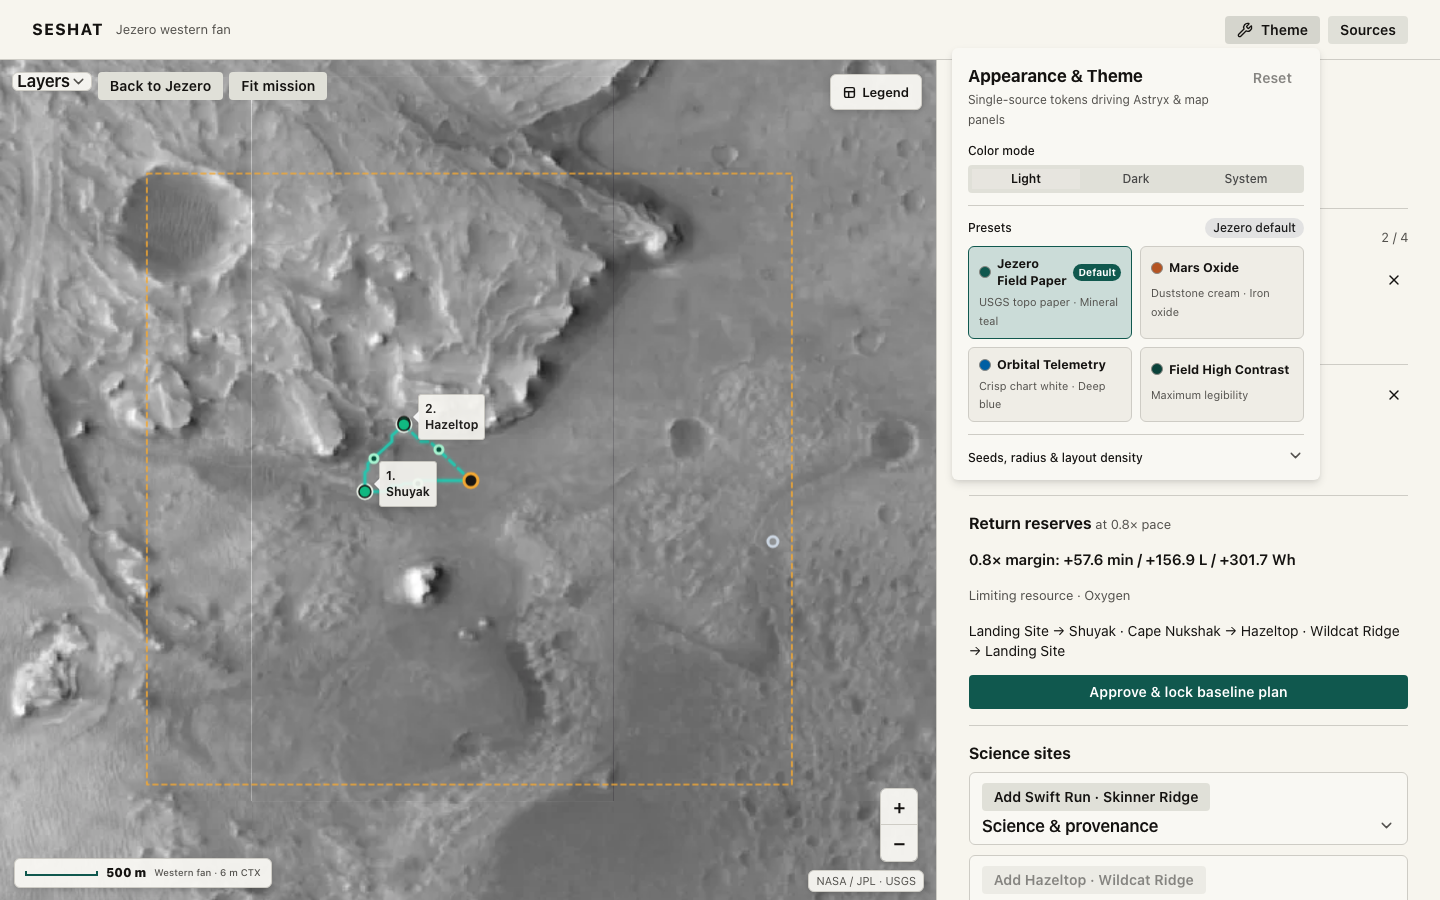 SESHAT Jezero western fan
Theme
Sources
Layers
Back to Jezero
Fit mission
Legend
2.
Hazeltop
1.
Shuyak
500 m Western fan · 6 m CTX
+
−
NASA / JPL · USGS
Appearance & Theme
Reset
Single-source tokens driving Astryx & map
panels
Color mode
Light
Dark
System
Presets
Jezero default
Jezero
Field Paper
Default
USGS topo paper · Mineral
teal
Mars Oxide
Duststone cream · Iron
oxide
Orbital Telemetry
Crisp chart white · Deep
blue
Field High Contrast
Maximum legibility
Seeds, radius & layout density
2 / 4
Return reserves at 0.8× pace
0.8× margin: +57.6 min / +156.9 L / +301.7 Wh
Limiting resource · Oxygen
Landing Site → Shuyak · Cape Nukshak → Hazeltop · Wildcat Ridge
→ Landing Site
Approve & lock baseline plan
Science sites
Add Swift Run · Skinner Ridge
Science & provenance
Add Hazeltop · Wildcat Ridge